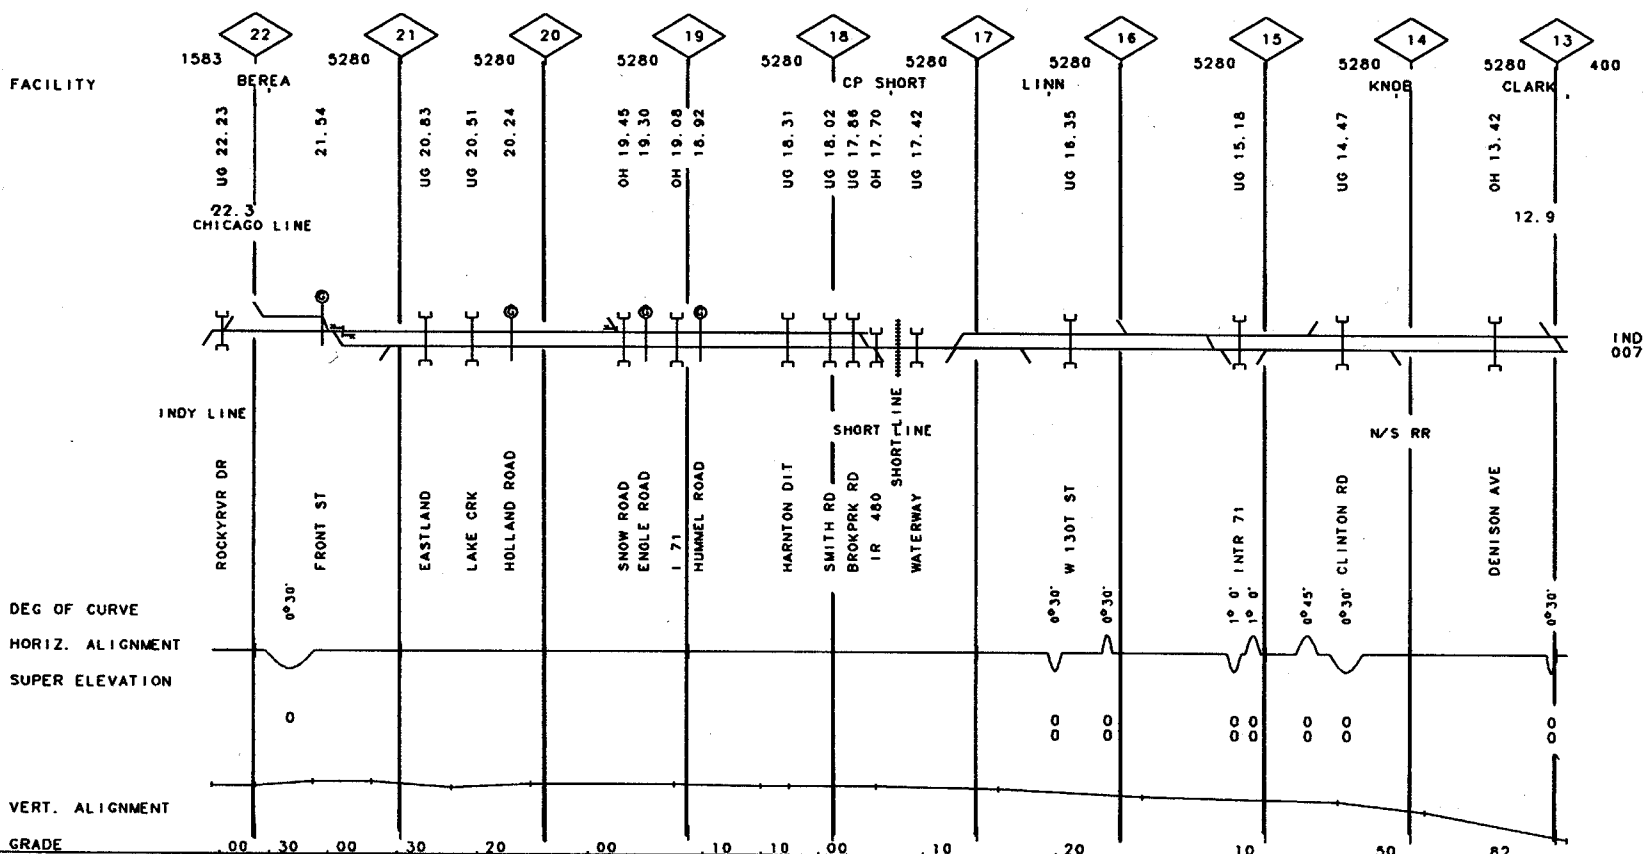 22 21 20 19 18 17 16 15 14 13
1583 5280 5280 5280 5280 5280 5280 5280 5280 5280 400
FACILITY BEREA CP SHORT LINN KNOB CLARK
UG 22.23
21.54
UG 20.83
UG 20.51
20.24
OH 19.45
19.30
OH 19.08
18.92
UG 18.31
UG 18.02
UG 17.86
OH 17.70
UG 17.42
UG 16.35
UG 15.18
UG 14.47
OH 13.42
22.3 12.9
CHICAGO LINE
G G G G
IND
007
INDY LINE
SHORT LINE
SHORT LINE
N/S RR
ROCKYRVR DR
FRONT ST
EASTLAND
LAKE CRK
HOLLAND ROAD
SNOW ROAD
ENGLE ROAD
I 71
HUMMEL ROAD
HARNTON DIT
SMITH RD
BROKPRK RD
IR 480
WATERWAY
W 130T ST
INTR 71
CLINTON RD
DENISON AVE
DEG OF CURVE 0°30' 0°30' 0°30' 1° 0' 1° 0' 0°45' 0°30' 0°30'
HORIZ. ALIGNMENT
SUPER ELEVATION
0 0 0 0 0 0 0 0
0 0 0 0 0 0 0
VERT. ALIGNMENT
GRADE .00 .30 .00 .30 .20 .00 .10 .10 .00 .10 .20 .10 .50 .82